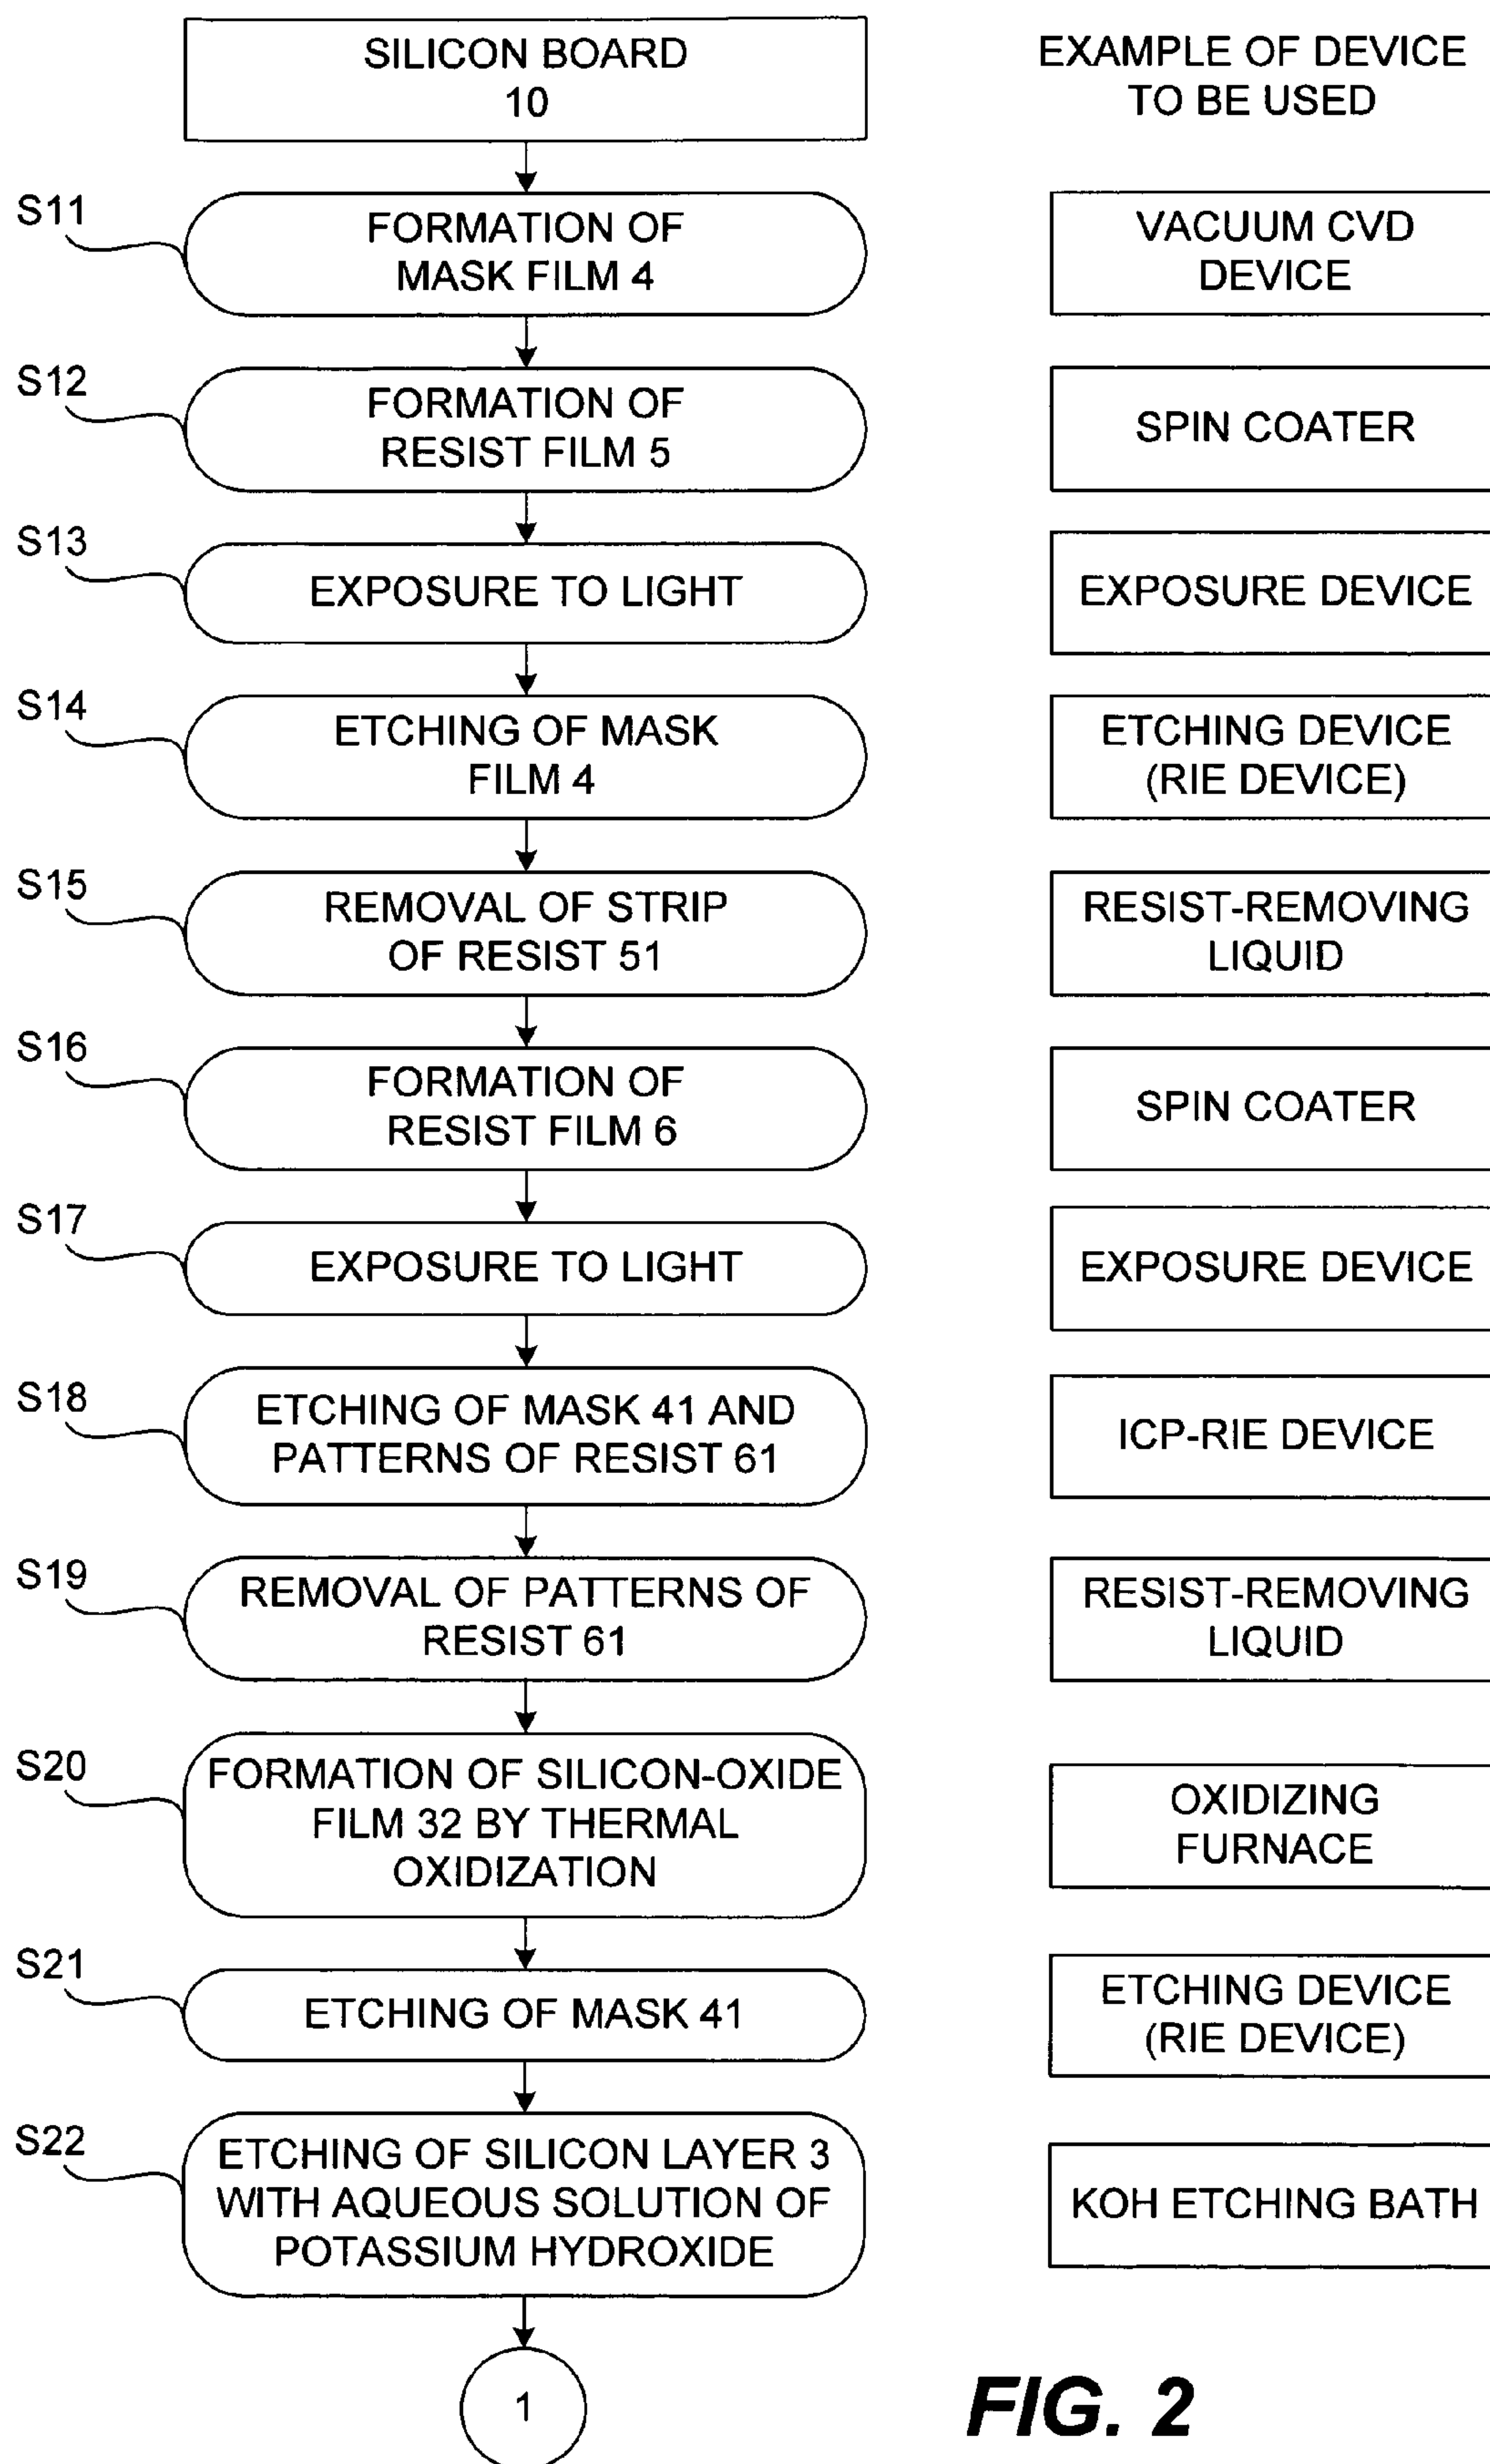 SILICON BOARD
10
EXAMPLE OF DEVICE
TO BE USED
S11
FORMATION OF
MASK FILM 4
VACUUM CVD
DEVICE
S12
FORMATION OF
RESIST FILM 5
SPIN COATER
S13
EXPOSURE TO LIGHT
EXPOSURE DEVICE
S14
ETCHING OF MASK
FILM 4
ETCHING DEVICE
(RIE DEVICE)
S15
REMOVAL OF STRIP
OF RESIST 51
RESIST-REMOVING
LIQUID
S16
FORMATION OF
RESIST FILM 6
SPIN COATER
S17
EXPOSURE TO LIGHT
EXPOSURE DEVICE
S18
ETCHING OF MASK 41 AND
PATTERNS OF RESIST 61
ICP-RIE DEVICE
S19
REMOVAL OF PATTERNS OF
RESIST 61
RESIST-REMOVING
LIQUID
S20
FORMATION OF SILICON-OXIDE
FILM 32 BY THERMAL
OXIDIZATION
OXIDIZING
FURNACE
S21
ETCHING OF MASK 41
ETCHING DEVICE
(RIE DEVICE)
S22
ETCHING OF SILICON LAYER 3
WITH AQUEOUS SOLUTION OF
POTASSIUM HYDROXIDE
KOH ETCHING BATH
1
FIG. 2